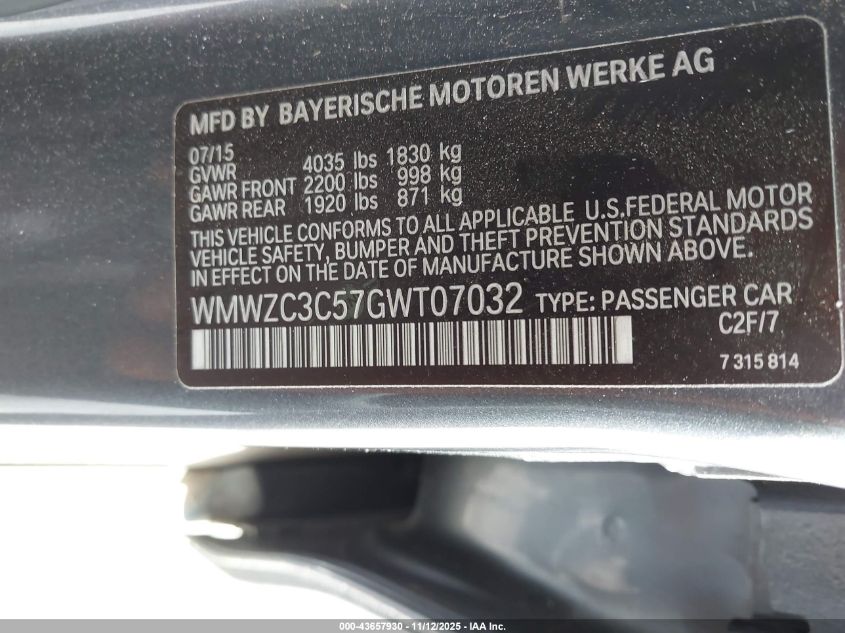 MFD BY BAYERISCHE MOTOREN WERKE AG
07/15
GVWR 4035 lbs 1830 kg
GAWR FRONT 2200 lbs 998 kg
GAWR REAR 1920 lbs 871 kg
THIS VEHICLE CONFORMS TO ALL APPLICABLE U.S.FEDERAL MOTOR
VEHICLE SAFETY, BUMPER AND THEFT PREVENTION STANDARDS
IN EFFECT ON THE DATE OF MANUFACTURE SHOWN ABOVE.
WMWZC3C57GWT07032 TYPE: PASSENGER CAR
C2F/7
7 315 814
000-43657930 - 11/12/2025 - IAA Inc.